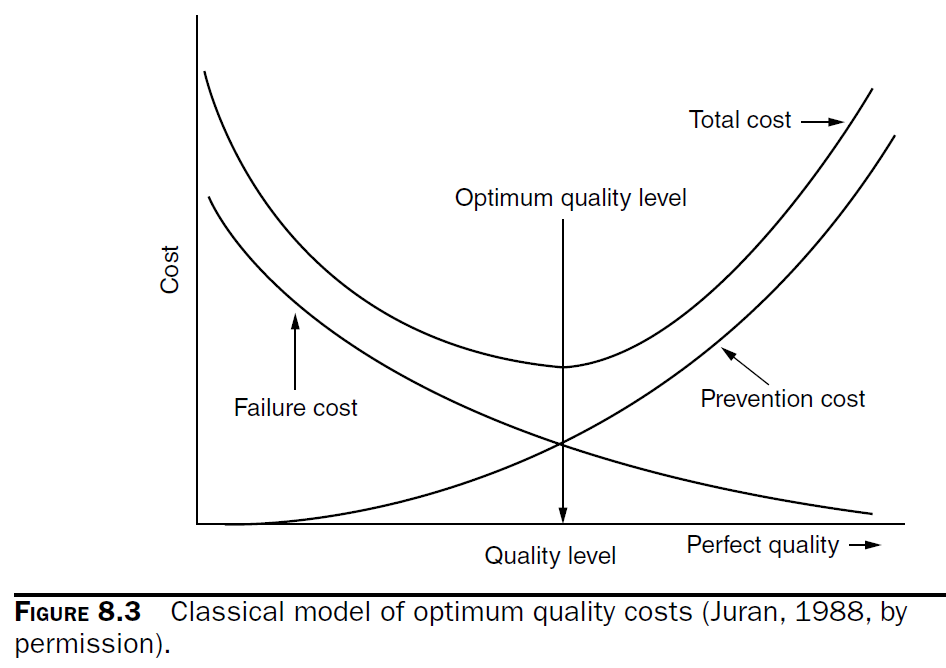 Total cost
Optimum quality level
Cost
Failure cost
Prevention cost
Quality level
Perfect quality
FIGURE 8.3 Classical model of optimum quality costs (Juran, 1988, by
permission).